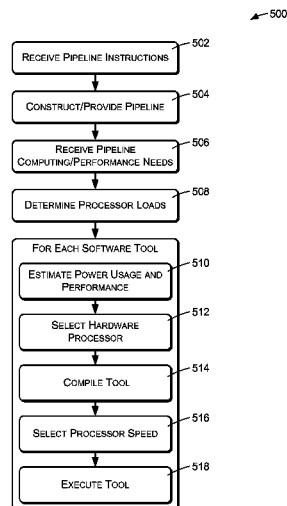 500
RECEIVE PIPELINE INSTRUCTIONS
502
CONSTRUCT/PROVIDE PIPELINE
504
RECEIVE PIPELINE
COMPUTING/PERFORMANCE NEEDS
506
DETERMINE PROCESSOR LOADS
508
FOR EACH SOFTWARE TOOL
ESTIMATE POWER USAGE AND
PERFORMANCE
510
SELECT HARDWARE
PROCESSOR
512
COMPILE TOOL
514
SELECT PROCESSOR SPEED
516
EXECUTE TOOL
518